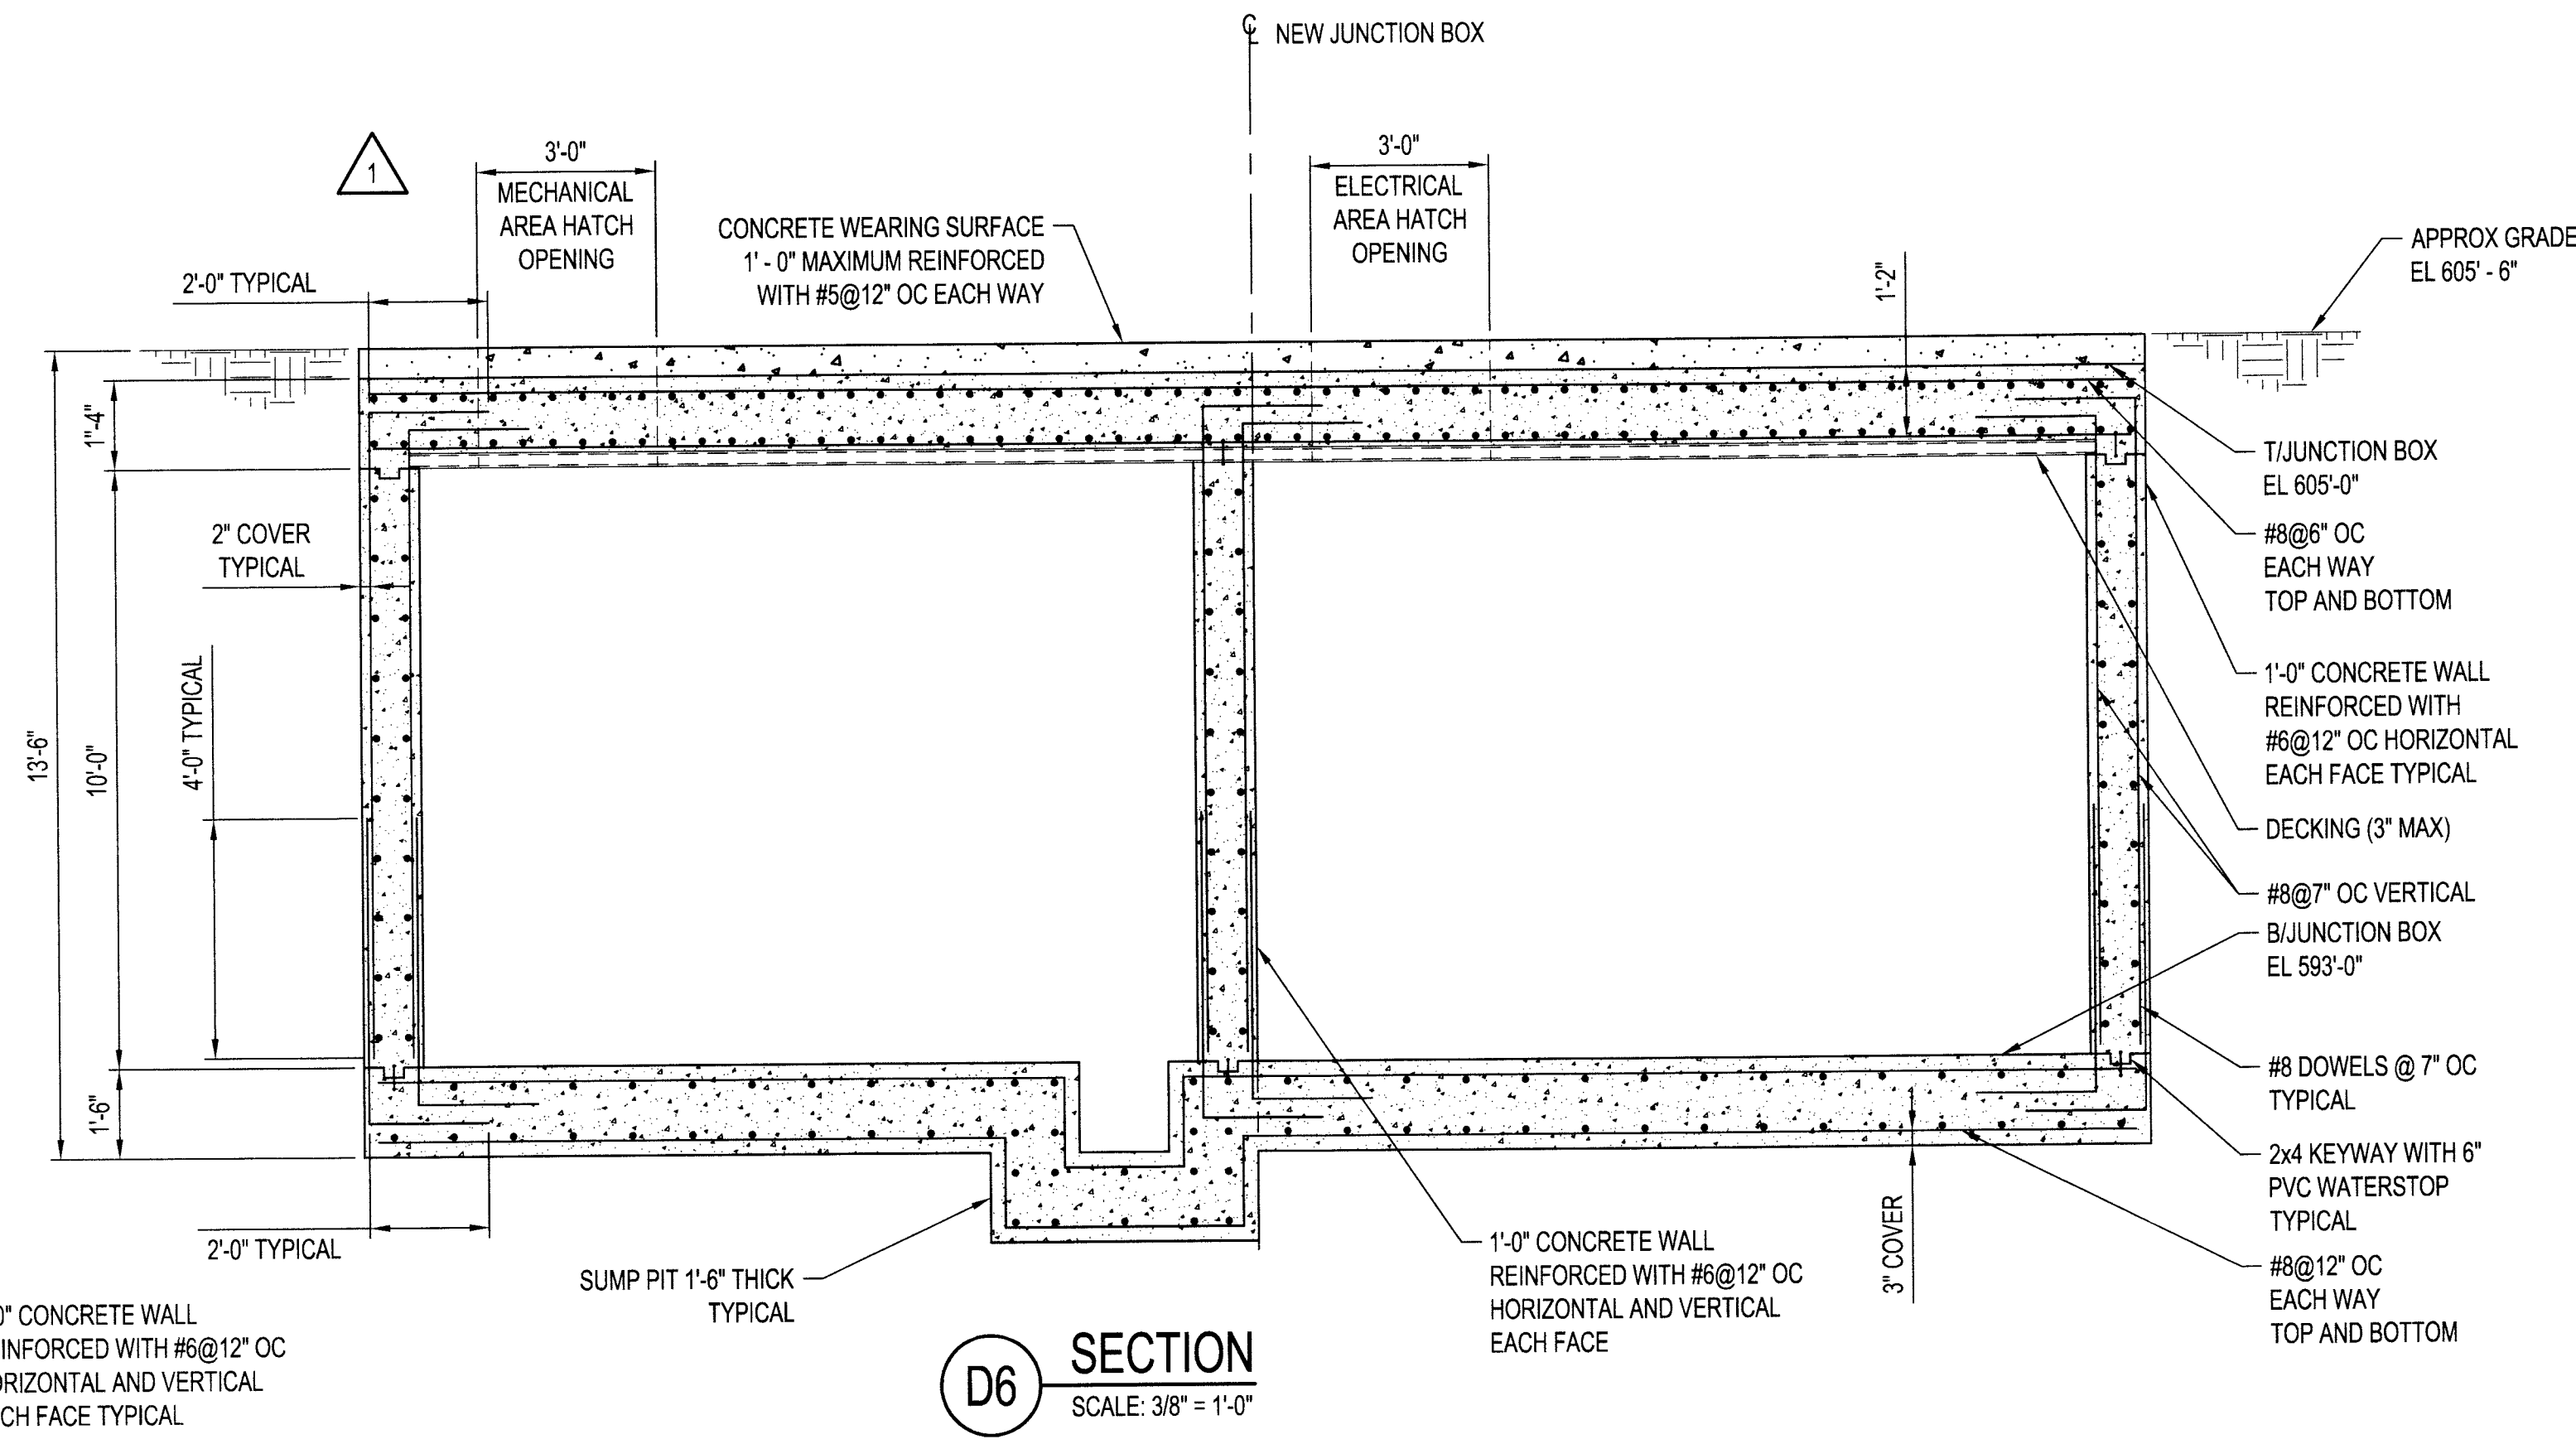 ℄ NEW JUNCTION BOX
1
3'-0"
MECHANICAL
AREA HATCH
OPENING
3'-0"
ELECTRICAL
AREA HATCH
OPENING
CONCRETE WEARING SURFACE
1' - 0" MAXIMUM REINFORCED
WITH #5@12" OC EACH WAY
APPROX GRADE
EL 605' - 6"
2'-0" TYPICAL
1'-2"
1"-4"
2" COVER
TYPICAL
4'-0" TYPICAL
13'-6"
10'-0"
1'-6"
2'-0" TYPICAL
T/JUNCTION BOX
EL 605'-0"
#8@6" OC
EACH WAY
TOP AND BOTTOM
1'-0" CONCRETE WALL
REINFORCED WITH
#6@12" OC HORIZONTAL
EACH FACE TYPICAL
DECKING (3" MAX)
#8@7" OC VERTICAL
B/JUNCTION BOX
EL 593'-0"
#8 DOWELS @ 7" OC
TYPICAL
2x4 KEYWAY WITH 6"
PVC WATERSTOP
TYPICAL
#8@12" OC
EACH WAY
TOP AND BOTTOM
3" COVER
1'-0" CONCRETE WALL
REINFORCED WITH #6@12" OC
HORIZONTAL AND VERTICAL
EACH FACE
SUMP PIT 1'-6" THICK
TYPICAL
0" CONCRETE WALL
INFORCED WITH #6@12" OC
ORIZONTAL AND VERTICAL
CH FACE TYPICAL
D6
SECTION
SCALE: 3/8" = 1'-0"